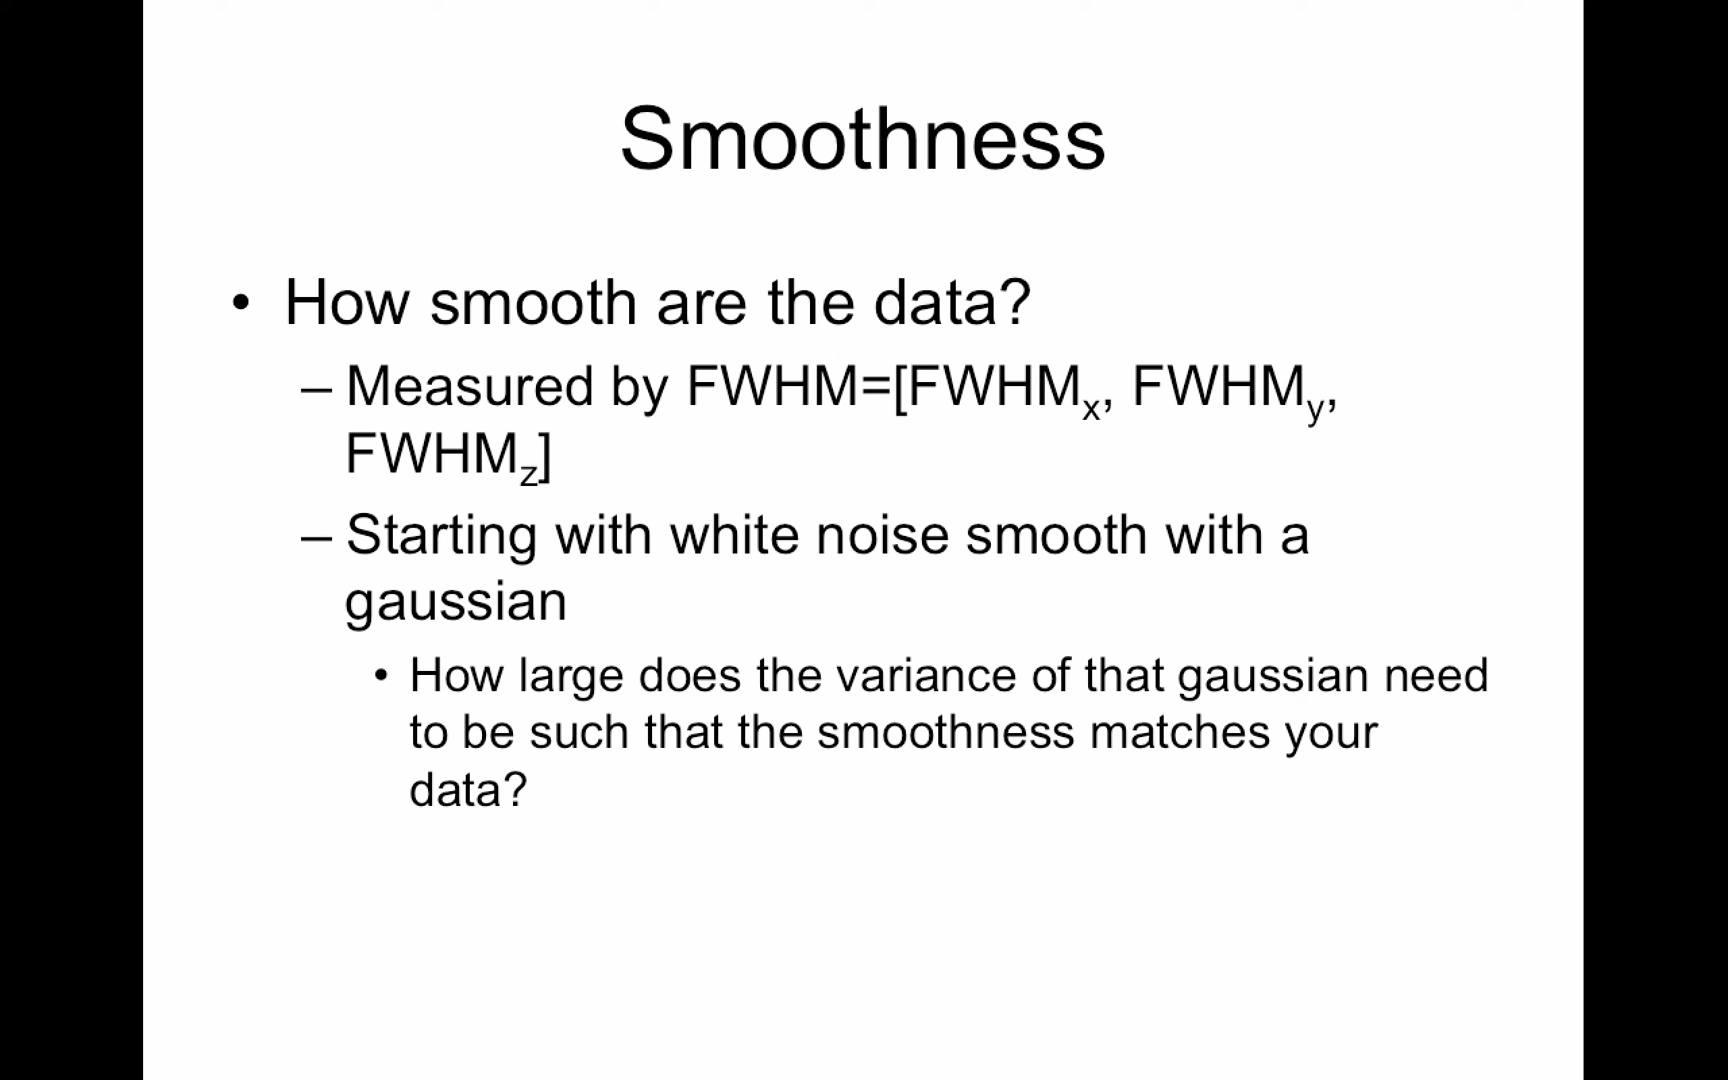 Smoothness
• How smooth are the data?
– Measured by FWHM=[FWHMx, FWHMy,
FWHMz]
– Starting with white noise smooth with a
gaussian
• How large does the variance of that gaussian need
to be such that the smoothness matches your
data?